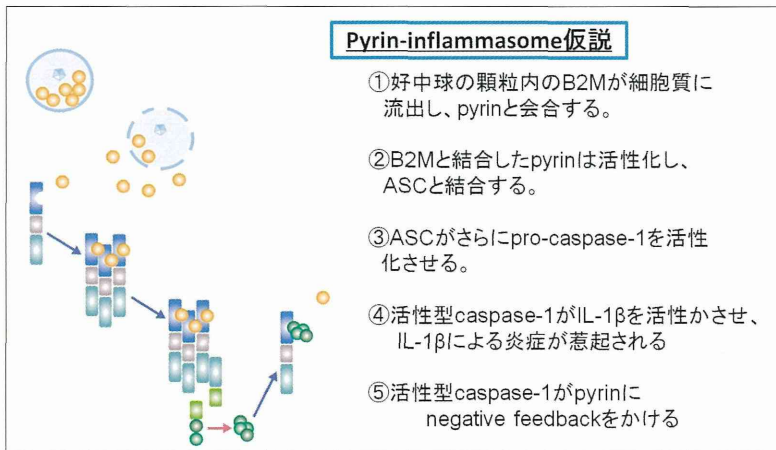 Pyrin-inflammasome仮説
①好中球の顆粒内のB2Mが細胞質に
流出し、pyrinと会合する。
②B2Mと結合したpyrinは活性化し、
ASCと結合する。
③ASCがさらにpro-caspase-1を活性
化させる。
④活性型caspase-1がIL-1βを活性かさせ、
IL-1βによる炎症が惹起される
⑤活性型caspase-1がpyrinに
negative feedbackをかける